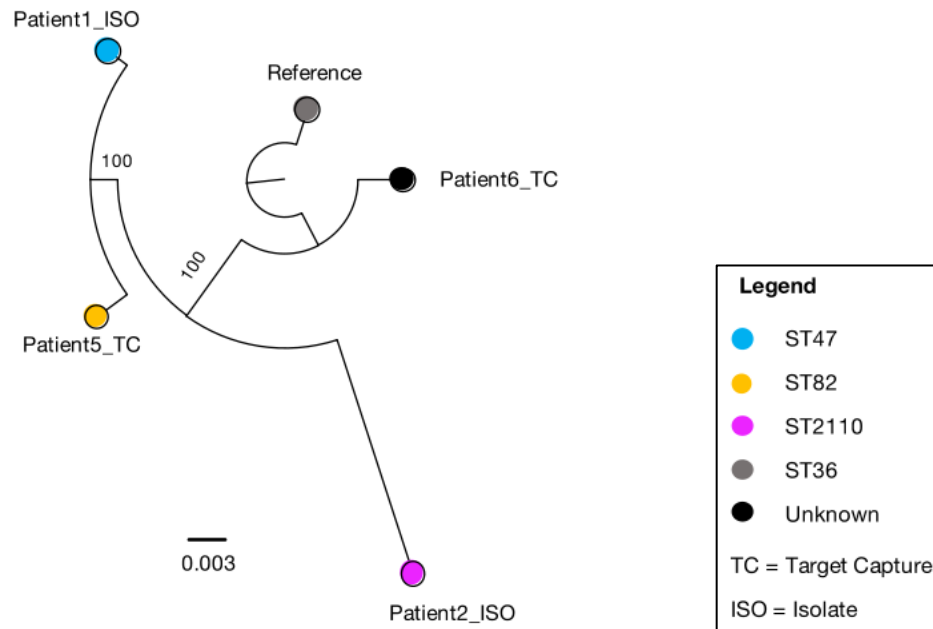 Patient1_ISO
Reference
100
Patient6_TC
100
Patient5_TC
0.003
Patient2_ISO
Legend
ST47
ST82
ST2110
ST36
Unknown
TC = Target Capture
ISO = Isolate